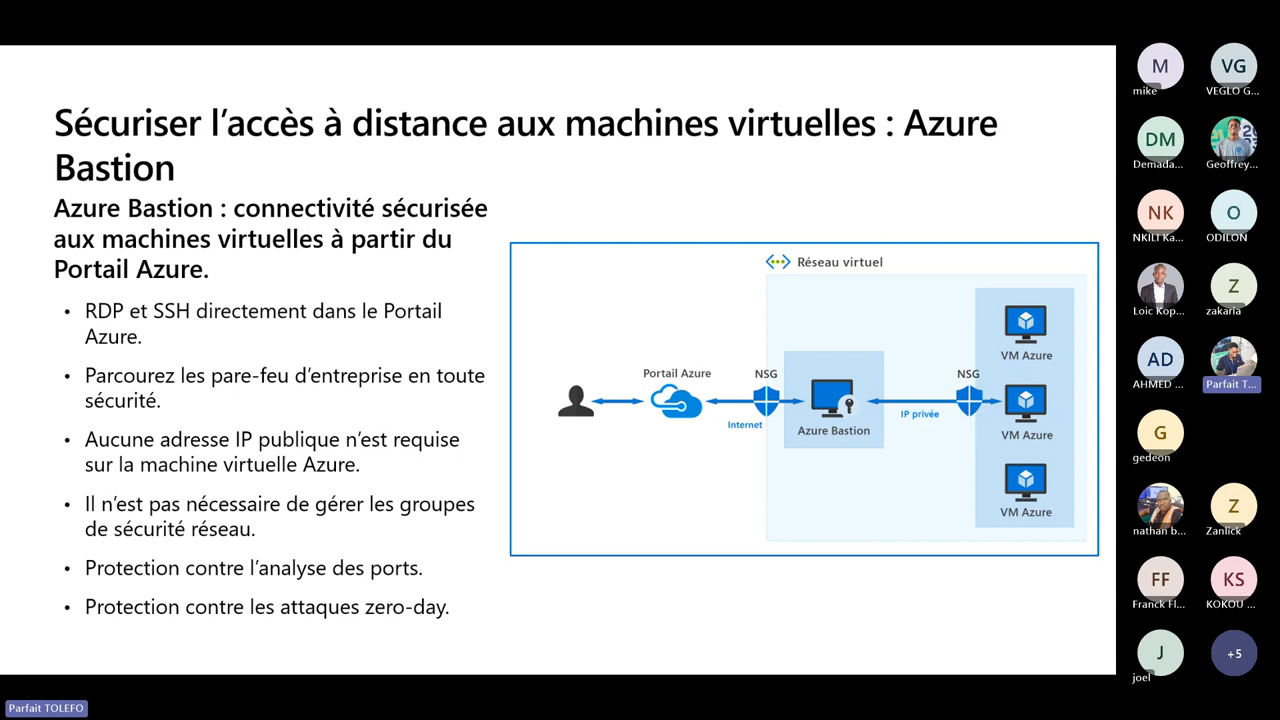 Sécuriser l’accès à distance aux machines virtuelles : Azure
Bastion
Azure Bastion : connectivité sécurisée
aux machines virtuelles à partir du
Portail Azure.
• RDP et SSH directement dans le Portail
Azure.
• Parcourez les pare-feu d’entreprise en toute
sécurité.
• Aucune adresse IP publique n’est requise
sur la machine virtuelle Azure.
• Il n’est pas nécessaire de gérer les groupes
de sécurité réseau.
• Protection contre l’analyse des ports.
• Protection contre les attaques zero-day.
Réseau virtuel
Portail Azure
NSG
Internet
Azure Bastion
NSG
IP privée
VM Azure
VM Azure
VM Azure
M
mike
VG
VEGLO G...
DM
Demada...
Geoffrey...
NK
NKILI Ka...
O
ODILON
Loic Kop...
Z
zakaria
AD
AHMED ...
Parfait T...
G
gedeon
nathan b...
Z
Zanlick
FF
Franck Fl...
KS
KOKOU ...
J
joel
+5
Parfait TOLEFO